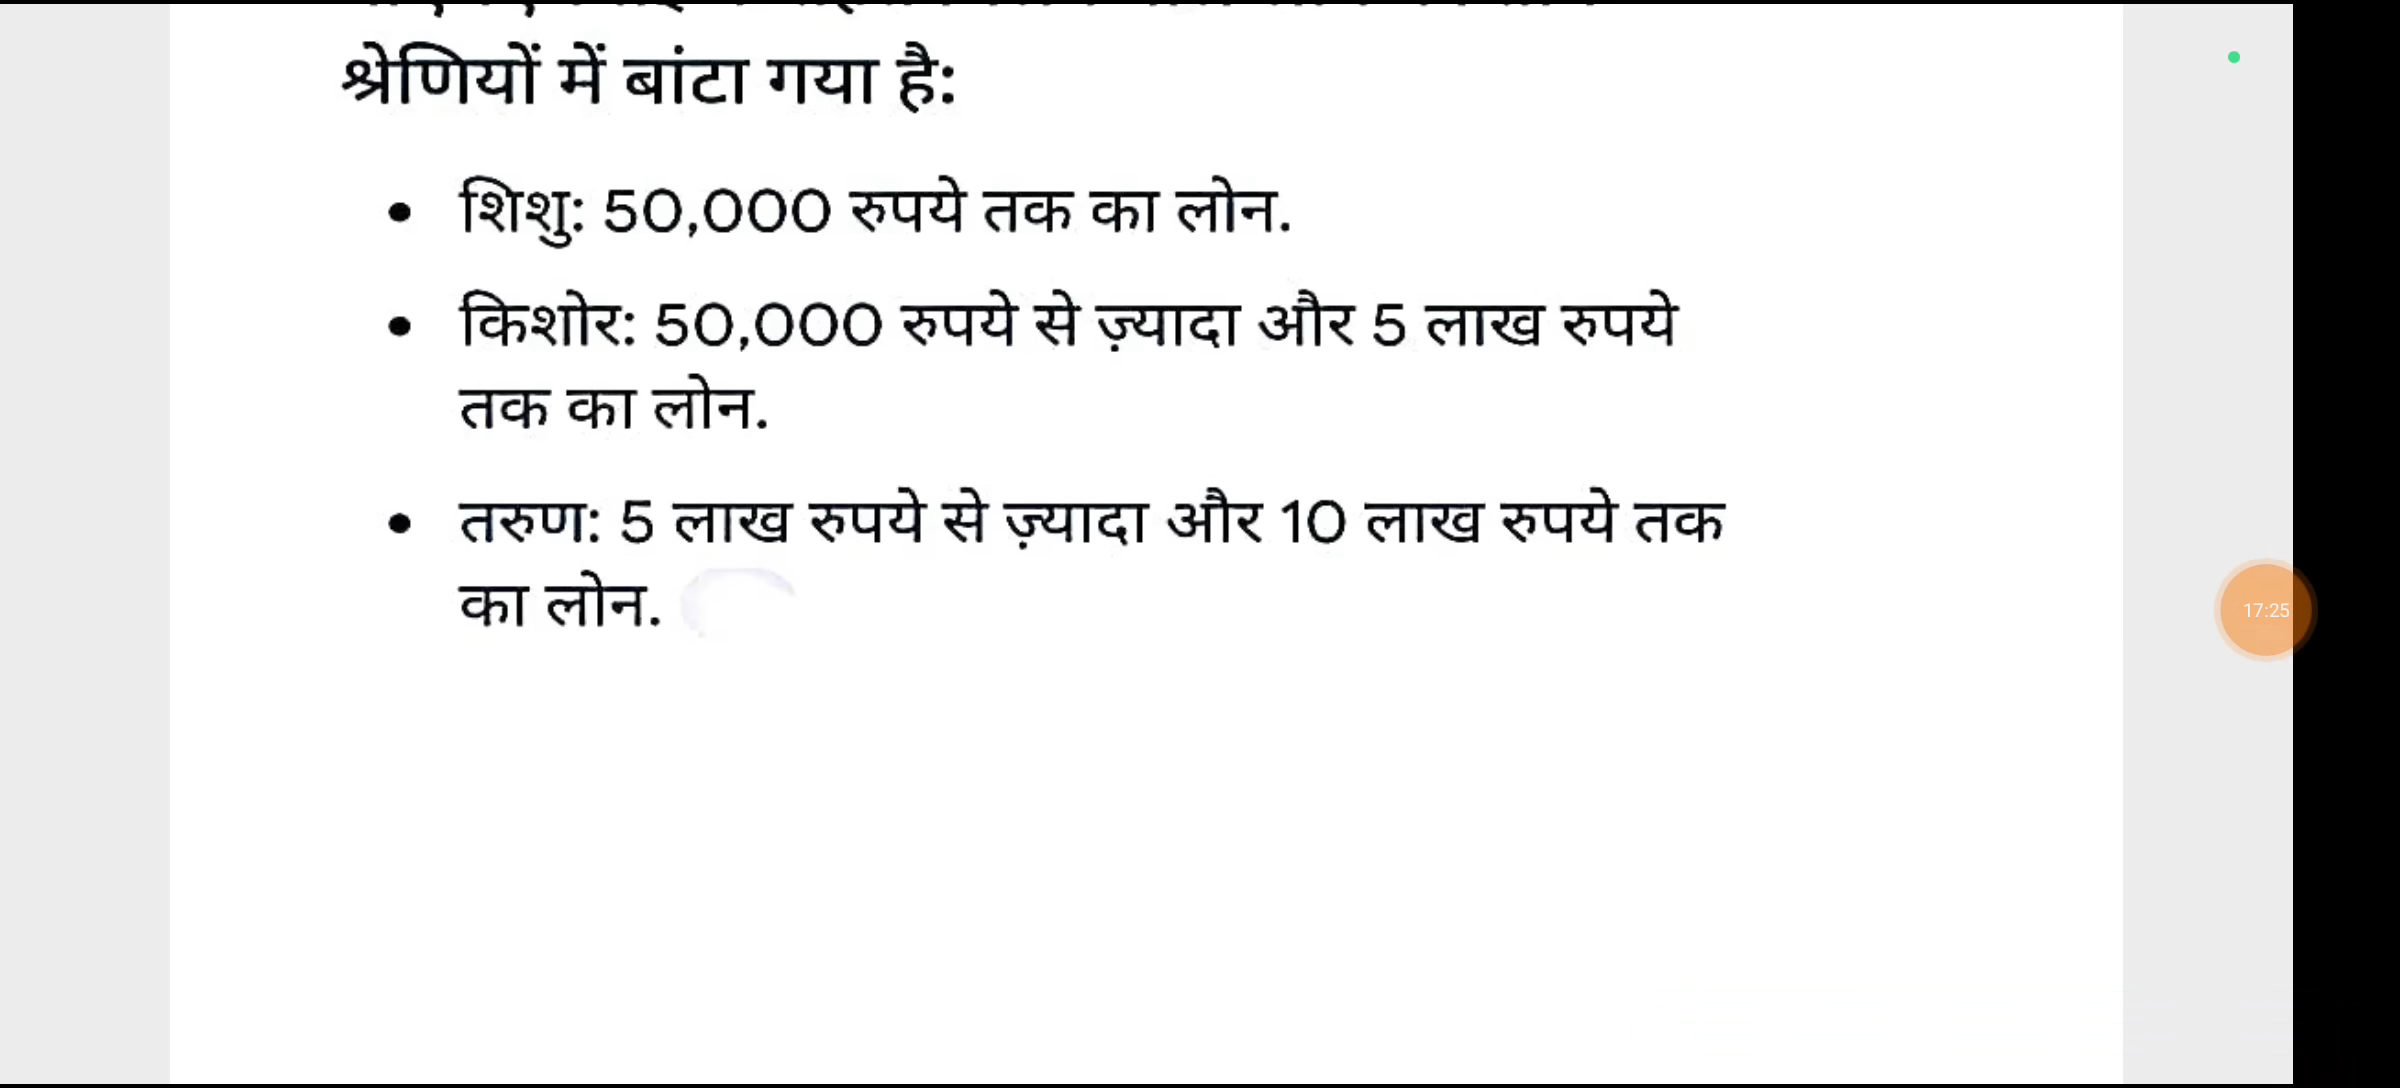 श्रेणियों में बांटा गया है:
• शिशु: 50,000 रुपये तक का लोन.
• किशोर: 50,000 रुपये से ज़्यादा और 5 लाख रुपये
तक का लोन.
• तरुण: 5 लाख रुपये से ज़्यादा और 10 लाख रुपये तक
का लोन.
17:25